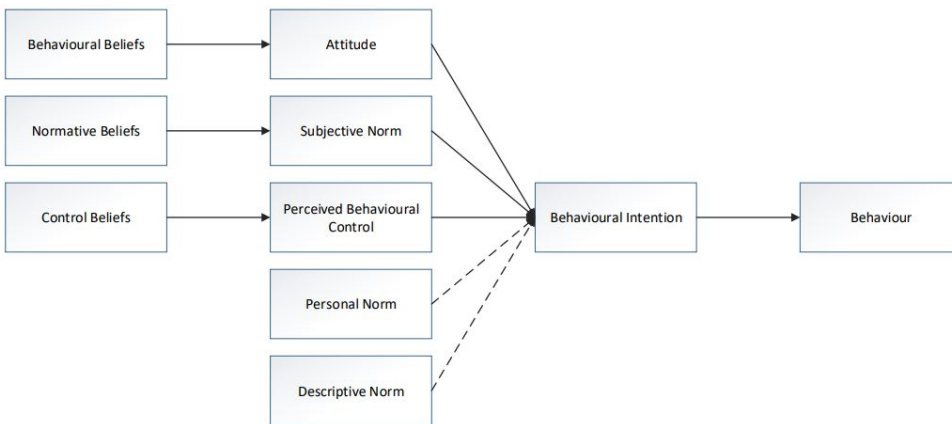 Behavioural Beliefs
Attitude
Normative Beliefs
Subjective Norm
Control Beliefs
Perceived Behavioural
Control
Behavioural Intention
Behaviour
Personal Norm
Descriptive Norm